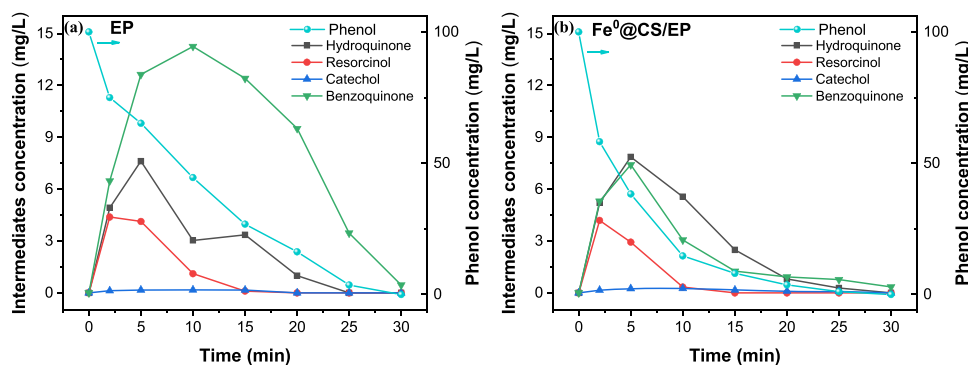 (a)
EP
Phenol
Hydroquinone
Resorcinol
Catechol
Benzoquinone
15
12
9
6
3
0
100
50
0
0
5
10
15
20
25
30
Intermediates concentration (mg/L)
Phenol concentration (mg/L)
Time (min)
(b)
Fe⁰@CS/EP
Phenol
Hydroquinone
Resorcinol
Catechol
Benzoquinone
15
12
9
6
3
0
100
50
0
0
5
10
15
20
25
30
Intermediates concentration (mg/L)
Phenol concentration (mg/L)
Time (min)